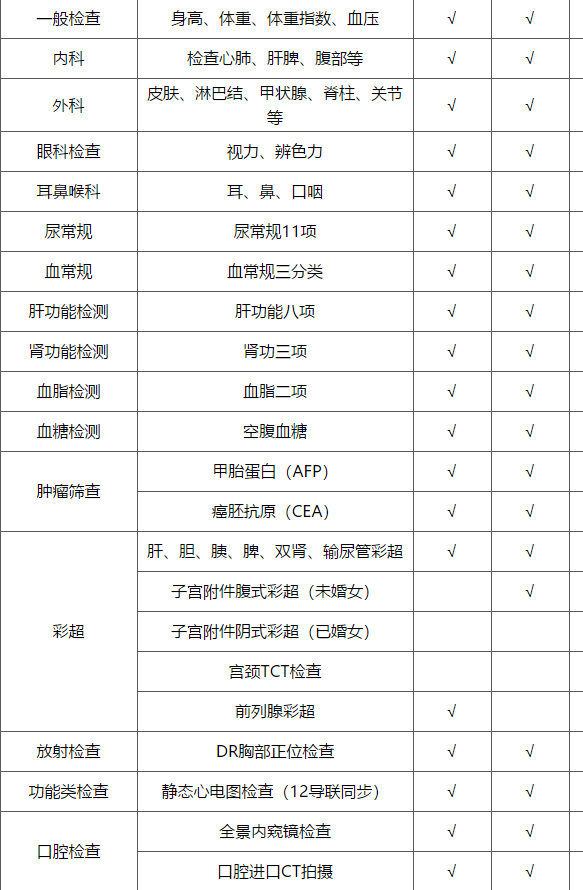 一般检查 身高、体重、体重指数、血压 √ √
内科 检查心肺、肝脾、腹部等 √ √
外科 皮肤、淋巴结、甲状腺、脊柱、关节
等 √ √
眼科检查 视力、辨色力 √ √
耳鼻喉科 耳、鼻、口咽 √ √
尿常规 尿常规11项 √ √
血常规 血常规三分类 √ √
肝功能检测 肝功能八项 √ √
肾功能检测 肾功三项 √ √
血脂检测 血脂二项 √ √
血糖检测 空腹血糖 √ √
肿瘤筛查 甲胎蛋白（AFP） √ √
癌胚抗原（CEA） √ √
彩超 肝、胆、胰、脾、双肾、输尿管彩超 √ √
子宫附件腹式彩超（未婚女） √
子宫附件阴式彩超（已婚女）
宫颈TCT检查
前列腺彩超 √
放射检查 DR胸部正位检查 √ √
功能类检查 静态心电图检查（12导联同步） √ √
口腔检查 全景内窥镜检查 √ √
口腔进口CT拍摄 √ √